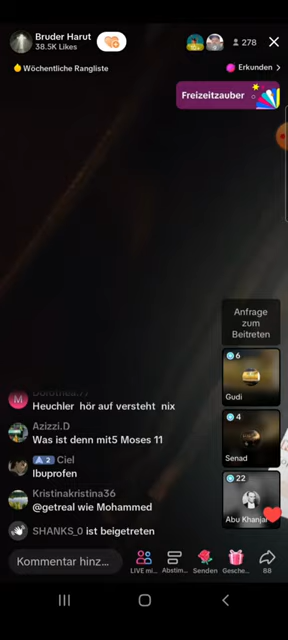 Bruder Harut
38.5K Likes
278
Wöchentliche Rangliste
Erkunden
Freizeitzauber
Anfrage
zum
Beitreten
6
Gudi
4
Senad
22
Abu Khanjar
Heuchler hör auf versteht nix
Azizzi.D
Was ist denn mit5 Moses 11
A 2 Ciel
Ibuprofen
Kristinakristina36
@getreal wie Mohammed
SHANKS_0 ist beigetreten
Kommentar hinz...
LIVE mi...
Abstim...
Senden
Gesche...
88